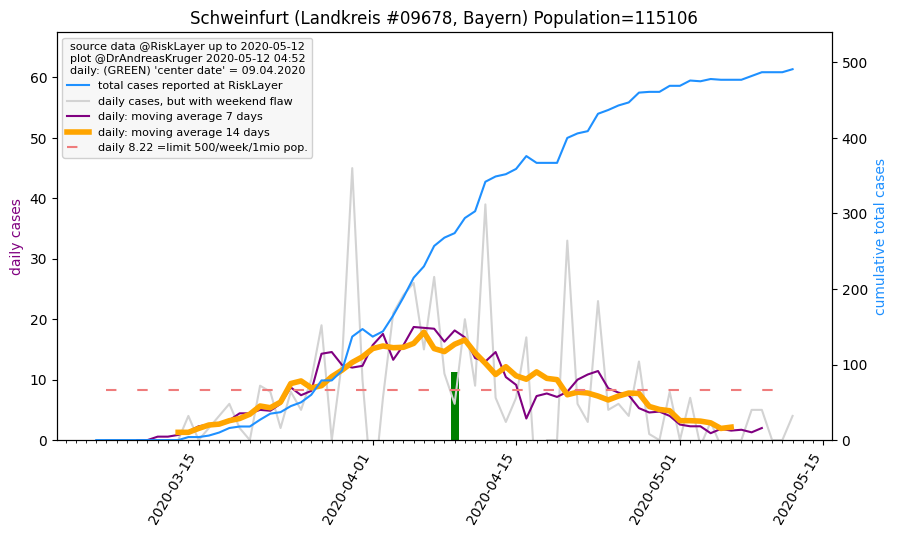 Schweinfurt (Landkreis #09678, Bayern) Population=115106
source data @RiskLayer up to 2020-05-12
plot @DrAndreasKruger 2020-05-12 04:52
daily: (GREEN) 'center date' = 09.04.2020
total cases reported at RiskLayer
daily cases, but with weekend flaw
daily: moving average 7 days
daily: moving average 14 days
daily 8.22 =limit 500/week/1mio pop.
daily cases
0
10
20
30
40
50
60
cumulative total cases
0
100
200
300
400
500
2020-03-15
2020-04-01
2020-04-15
2020-05-01
2020-05-15